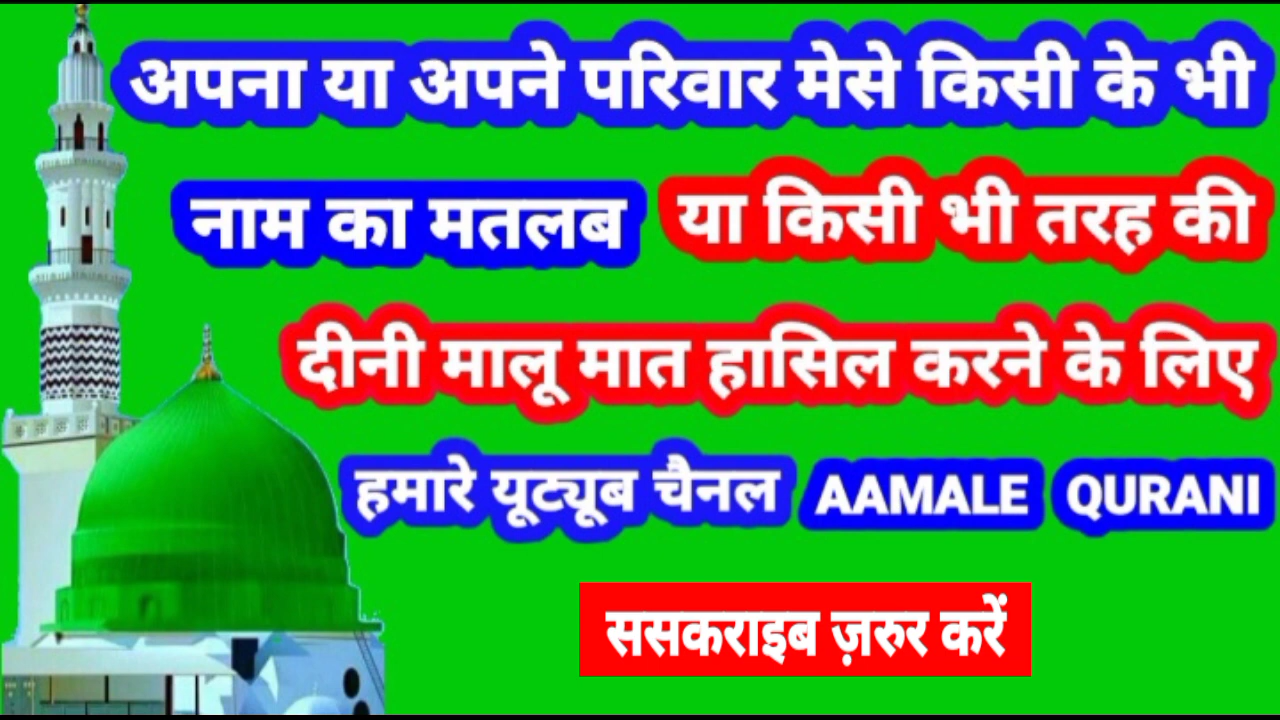 अपना या अपने परिवार मेसे किसी के भी
नाम का मतलब या किसी भी तरह की
दीनी मालू मात हासिल करने के लिए
हमारे यूट्यूब चैनल AAMALE QURANI
ससकराइब ज़रुर करें